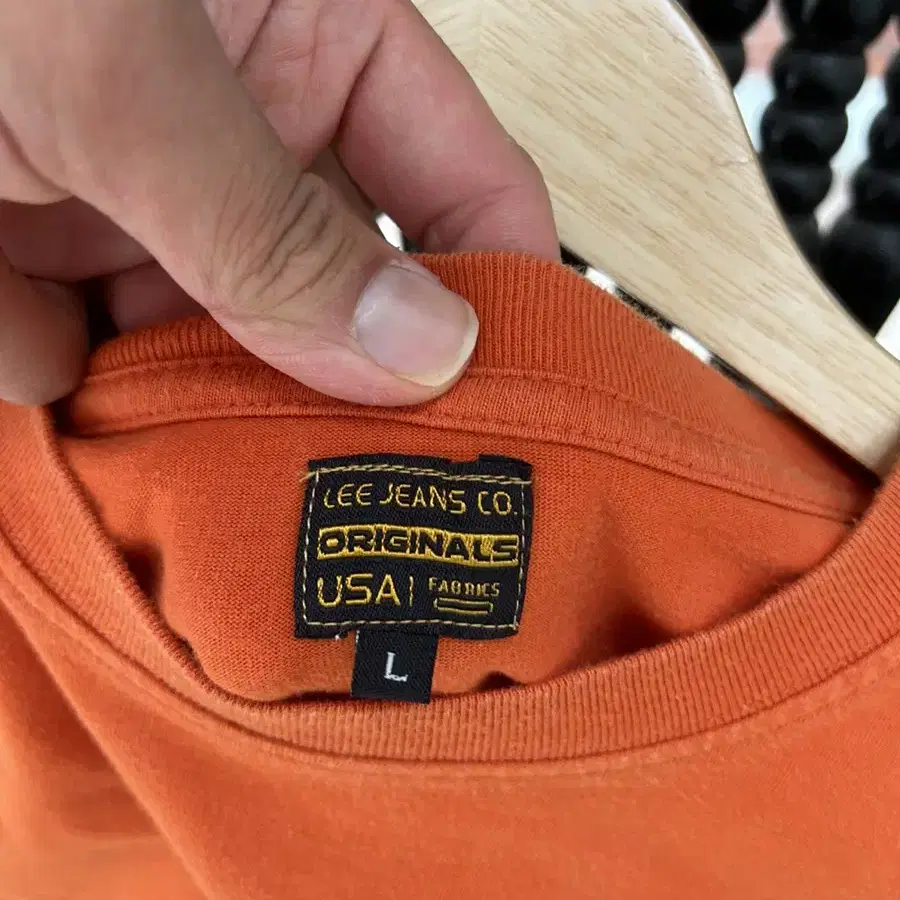 LEE JEANS CO.
ORIGINALS
USA | FABRICS
L